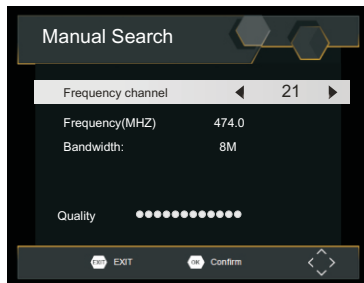 Manual Search
Frequency channel 21
Frequency(MHZ) 474.0
Bandwidth: 8M
Quality
EXIT EXIT OK Confirm